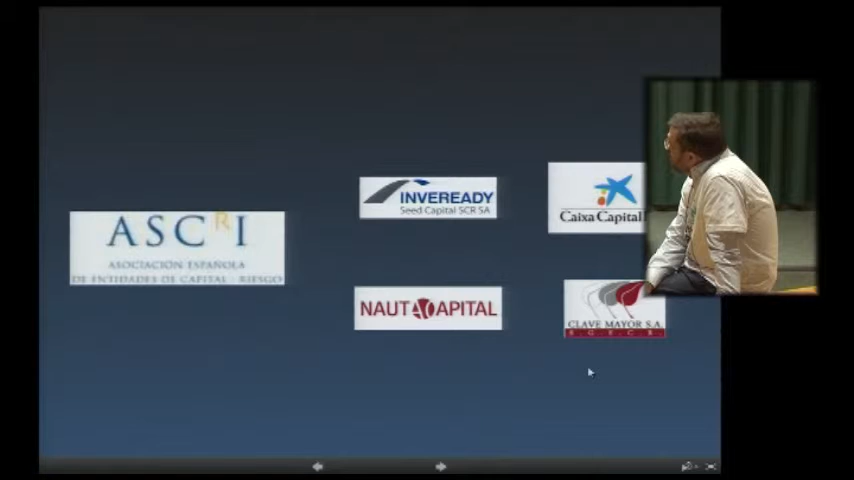 ASCRI
ASOCIACIÓN ESPAÑOLA
DE ENTIDADES DE CAPITAL - RIESGO
INVEREADY
Seed Capital SCR SA
Caixa Capital
NAUTACAPITAL
CLAVE MAYOR S.A.
S.G.E.C.R.